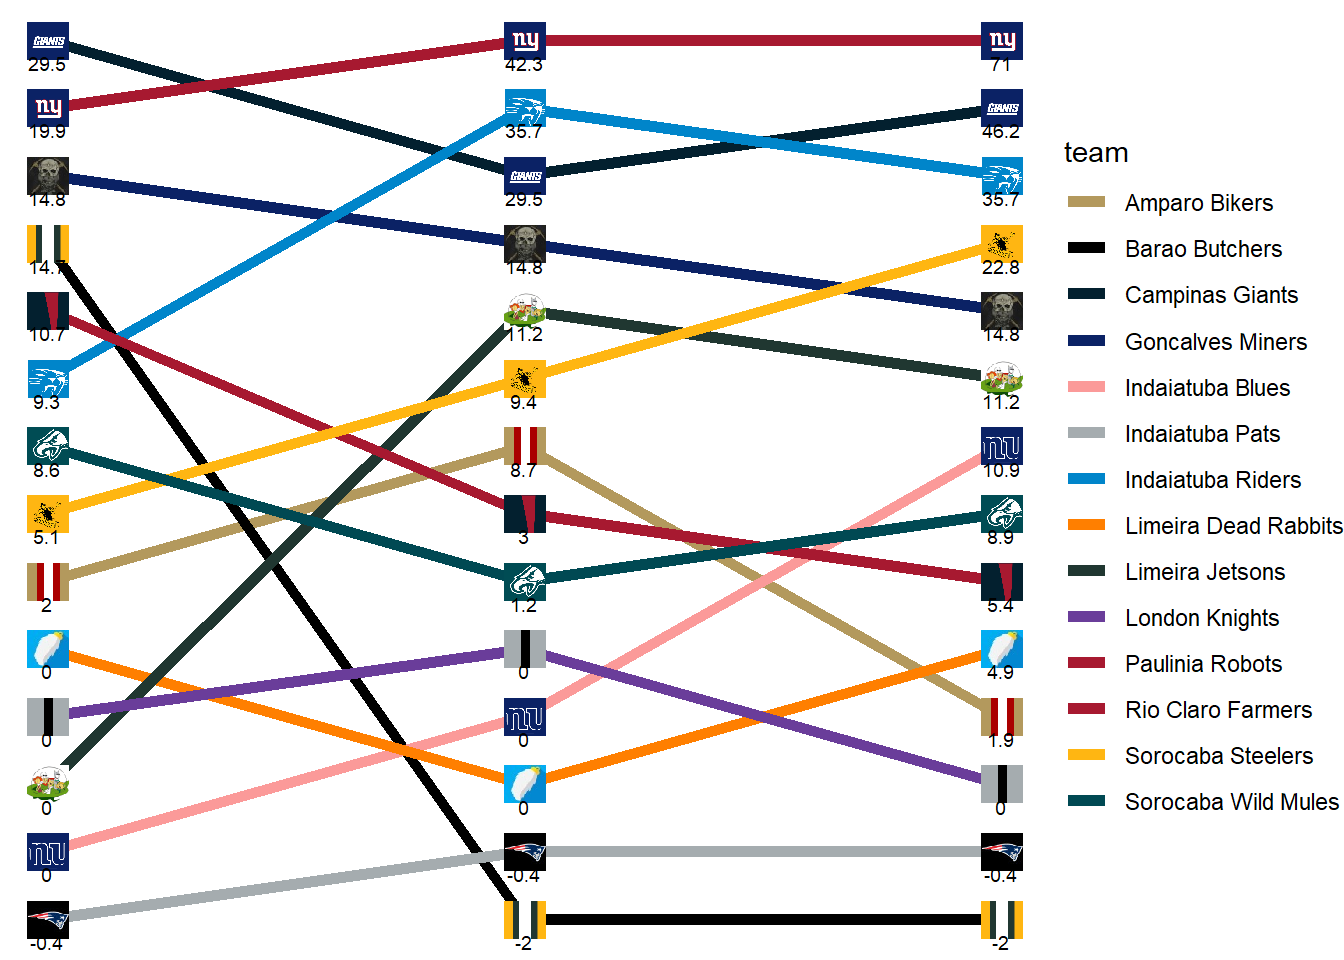 GIANTS
29.5
ny
19.9
14.8
14.7
10.7
9.3
8.6
5.1
2
0
0
0
nu
0
-0.4
ny
42.3
35.7
GIANTS
29.5
14.8
11.2
9.4
8.7
3
1.2
0
nu
0
0
-0.4
-2
ny
71
GIANTS
46.2
35.7
22.8
14.8
11.2
nu
10.9
8.9
5.4
4.9
1.9
0
-0.4
-2
team
Amparo Bikers
Barao Butchers
Campinas Giants
Goncalves Miners
Indaiatuba Blues
Indaiatuba Pats
Indaiatuba Riders
Limeira Dead Rabbits
Limeira Jetsons
London Knights
Paulinia Robots
Rio Claro Farmers
Sorocaba Steelers
Sorocaba Wild Mules